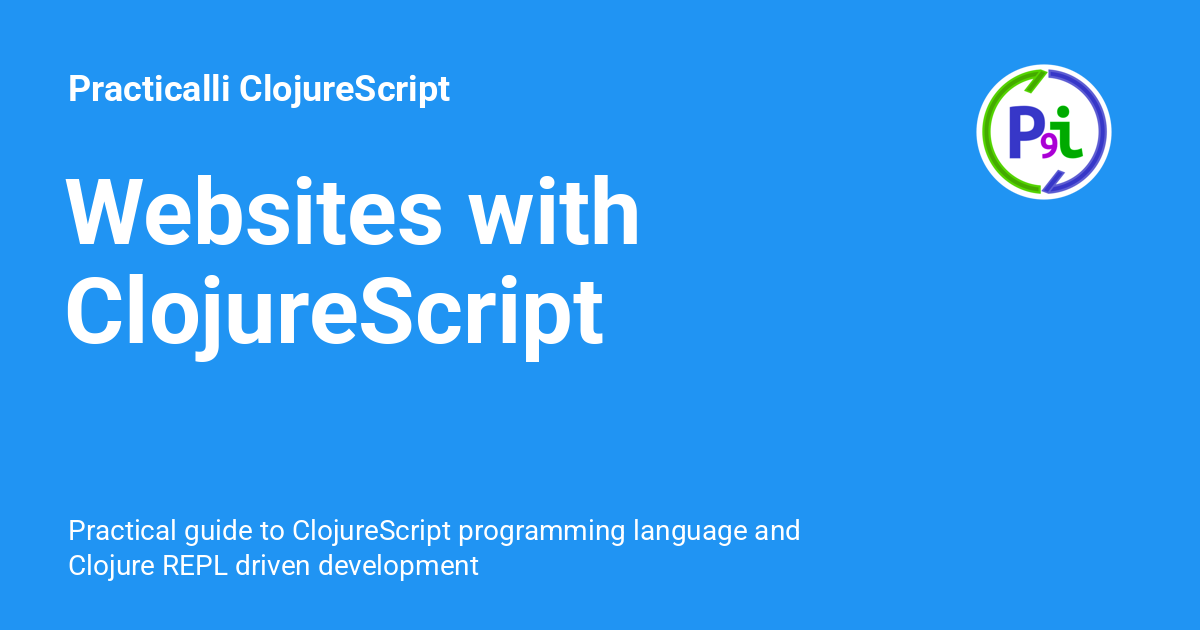 Practicalli ClojureScript
P9i
Websites with
ClojureScript
Practical guide to ClojureScript programming language and
Clojure REPL driven development